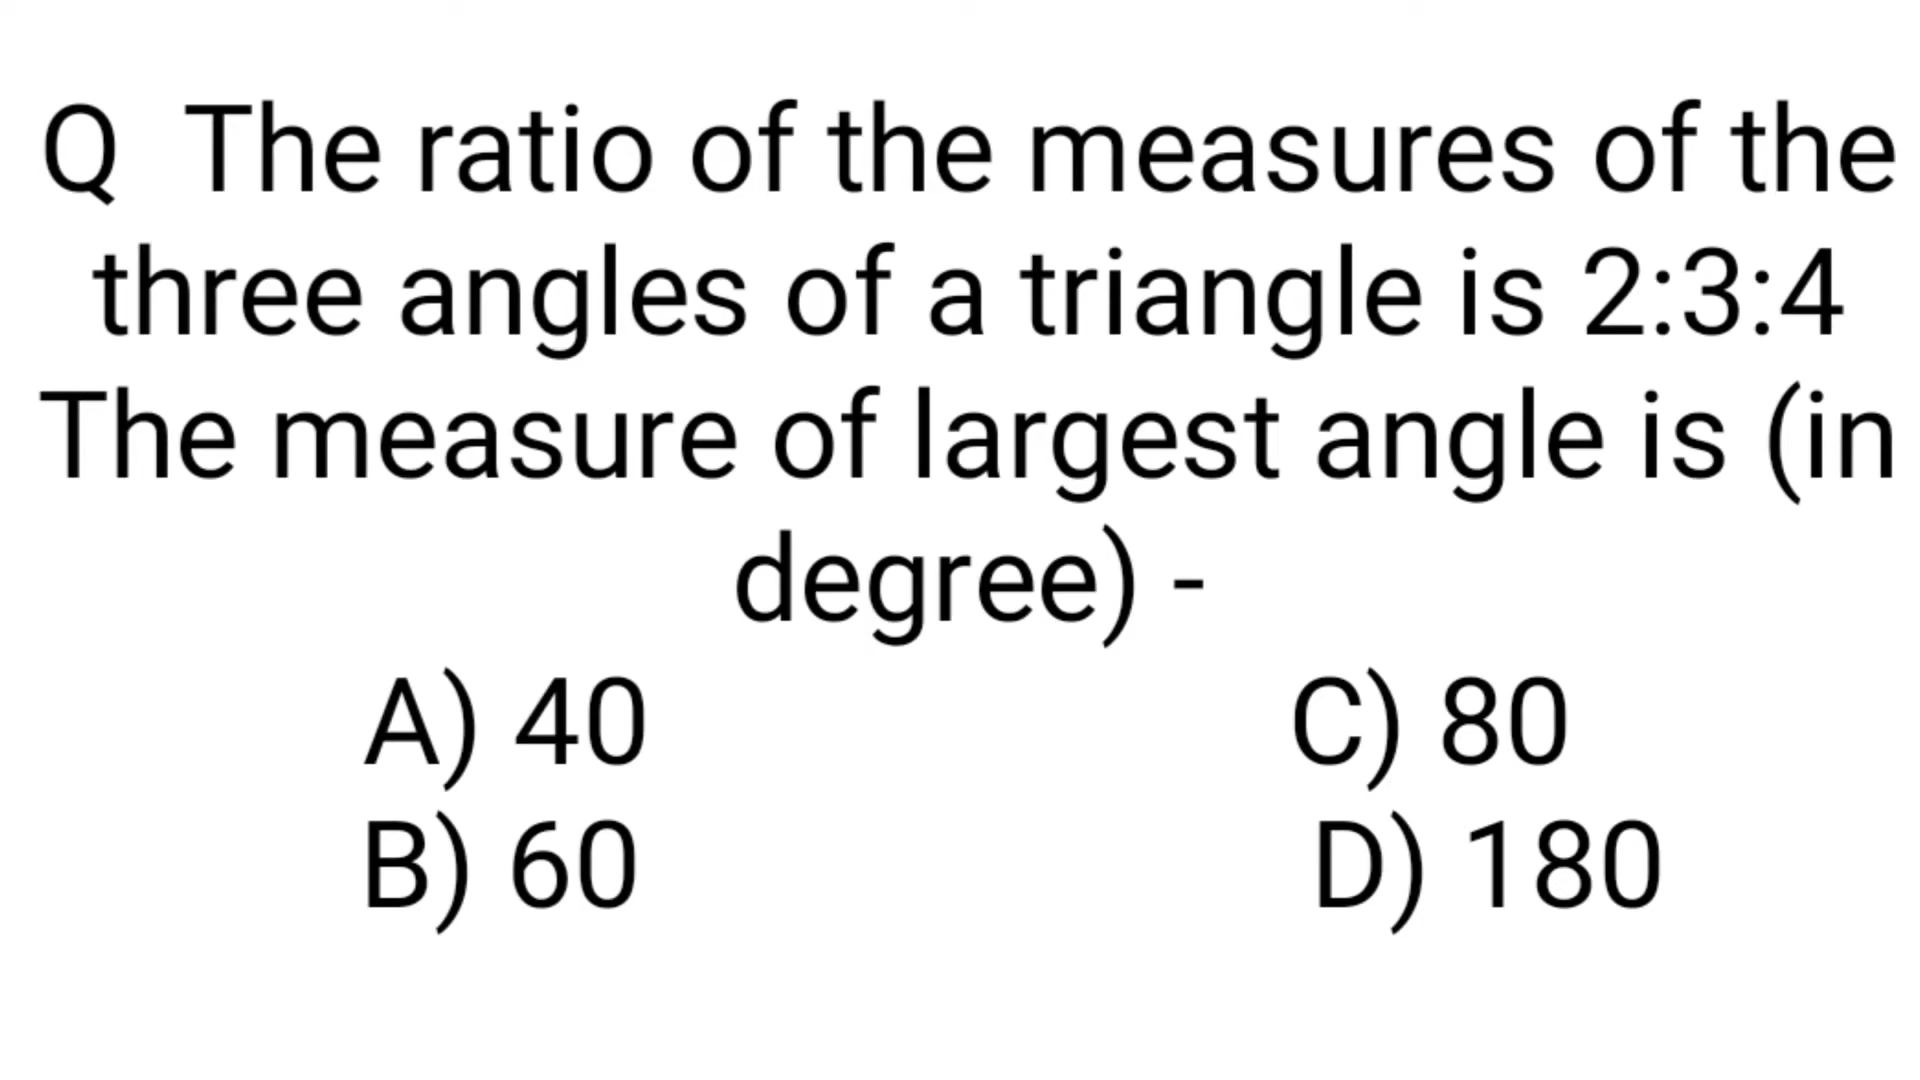 Q The ratio of the measures of the
three angles of a triangle is 2:3:4
The measure of largest angle is (in
degree) -
A) 40 C) 80
B) 60 D) 180